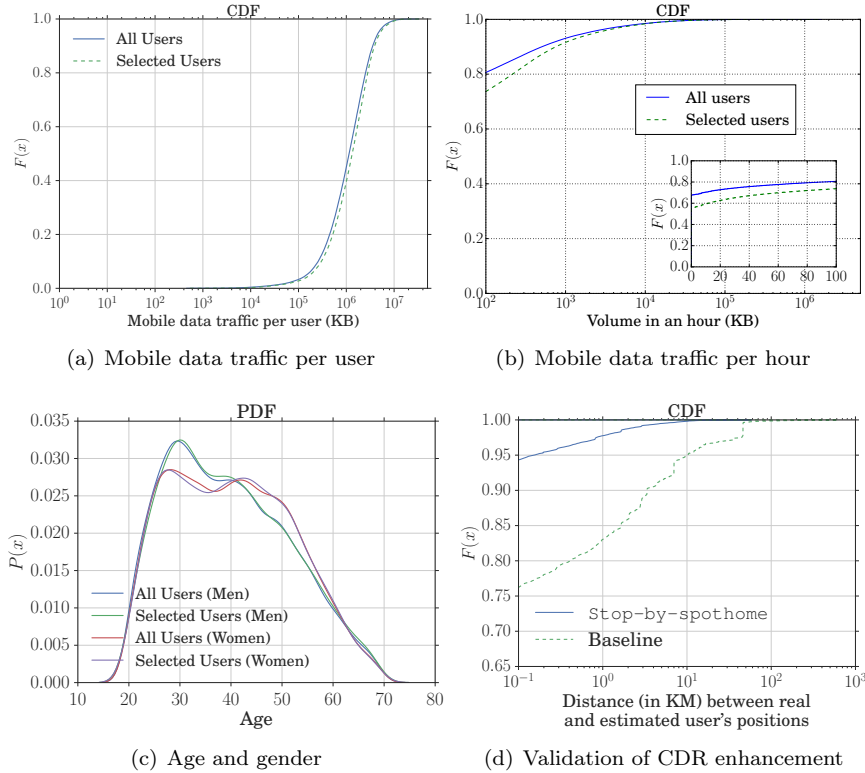 CDF
All Users
Selected Users
F(x)
1.0
0.8
0.6
0.4
0.2
0.0
10^0
10^1
10^2
10^3
10^4
10^5
10^6
10^7
Mobile data traffic per user (KB)
(a) Mobile data traffic per user
CDF
All users
Selected users
F(x)
1.0
0.8
0.6
0.4
0.2
0.0
10^2
10^3
10^4
10^5
10^6
Volume in an hour (KB)
F(x)
1.0
0.8
0.6
0.4
0.2
0.0
0
20
40
60
80
100
(b) Mobile data traffic per hour
PDF
P(x)
0.035
0.030
0.025
0.020
0.015
0.010
0.005
0.000
All Users (Men)
Selected Users (Men)
All Users (Women)
Selected Users (Women)
10
20
30
40
50
60
70
80
Age
(c) Age and gender
CDF
F(x)
1.00
0.95
0.90
0.85
0.80
0.75
0.70
0.65
Stop-by-spothome
Baseline
10^−1
10^0
10^1
10^2
10^3
Distance (in KM) between real
and estimated user's positions
(d) Validation of CDR enhancement